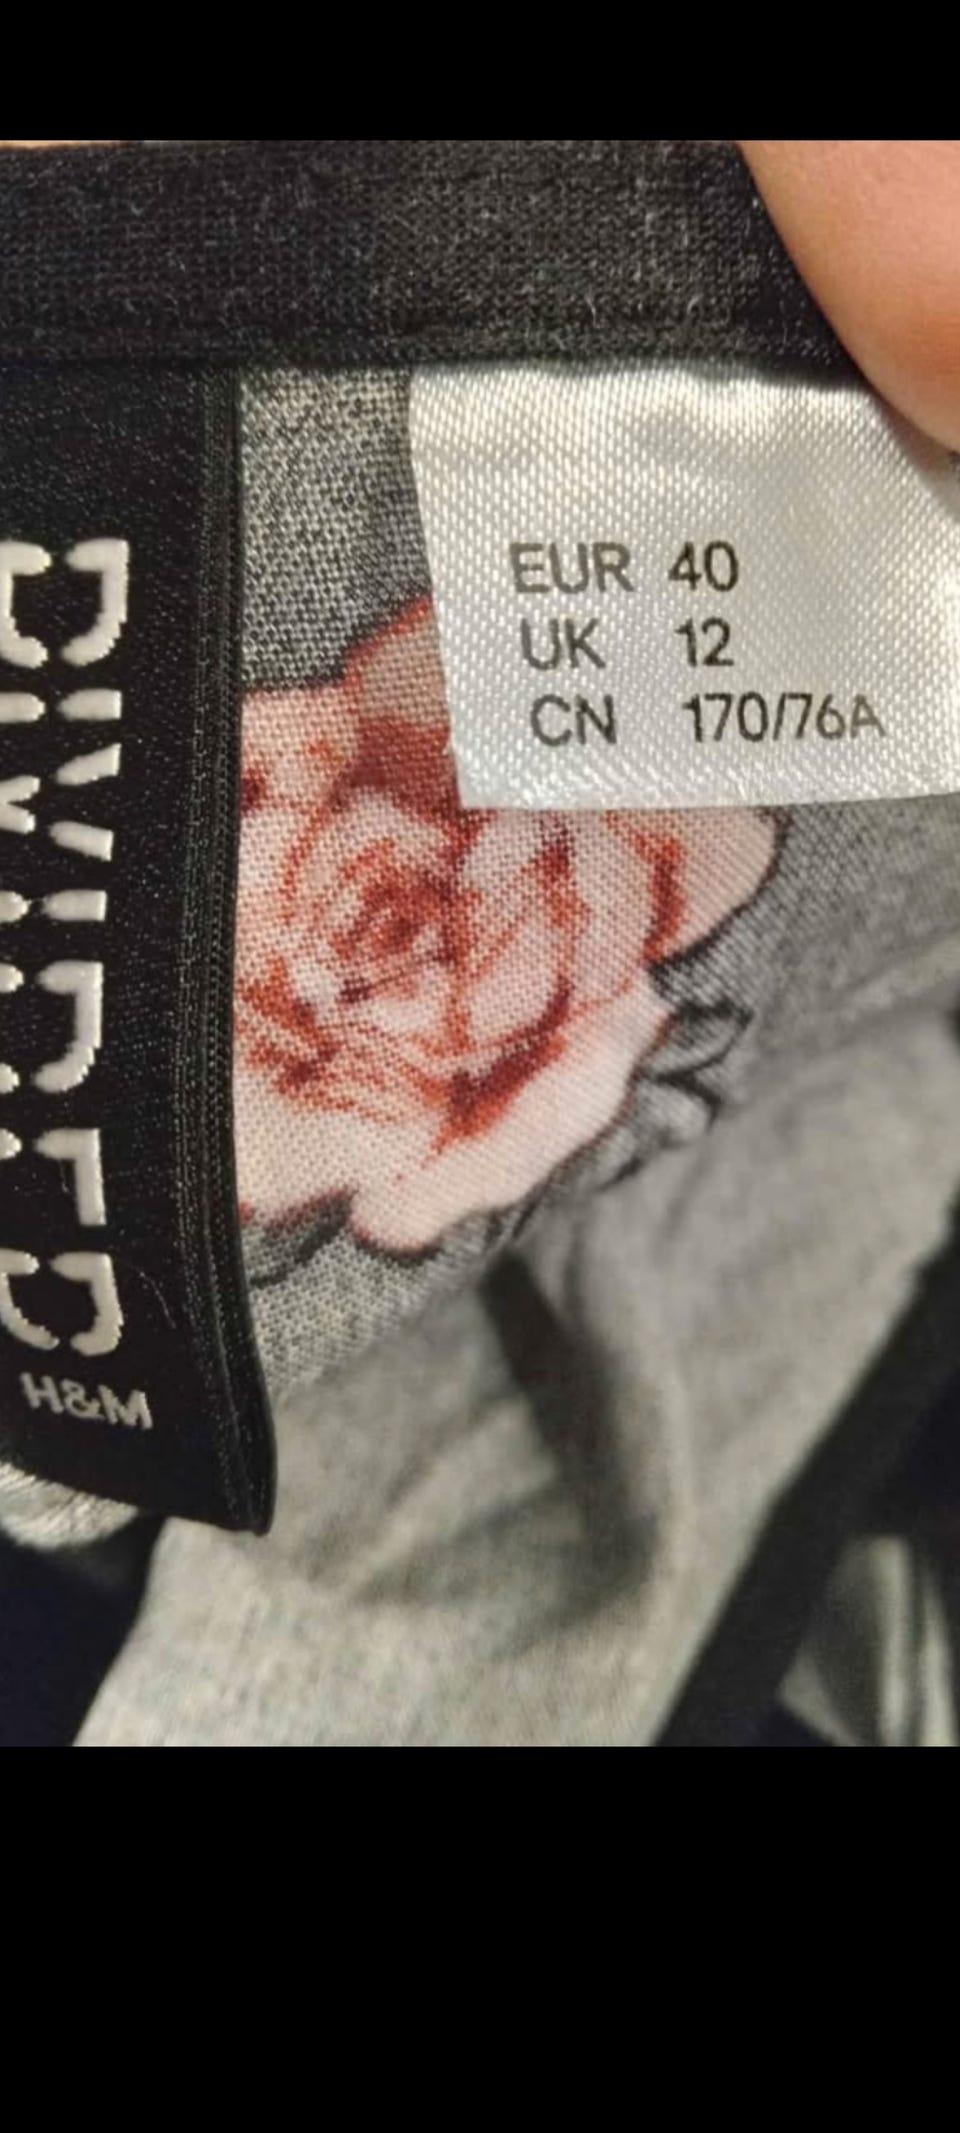 DIVIDED
H&M
EUR 40
UK 12
CN 170/76A